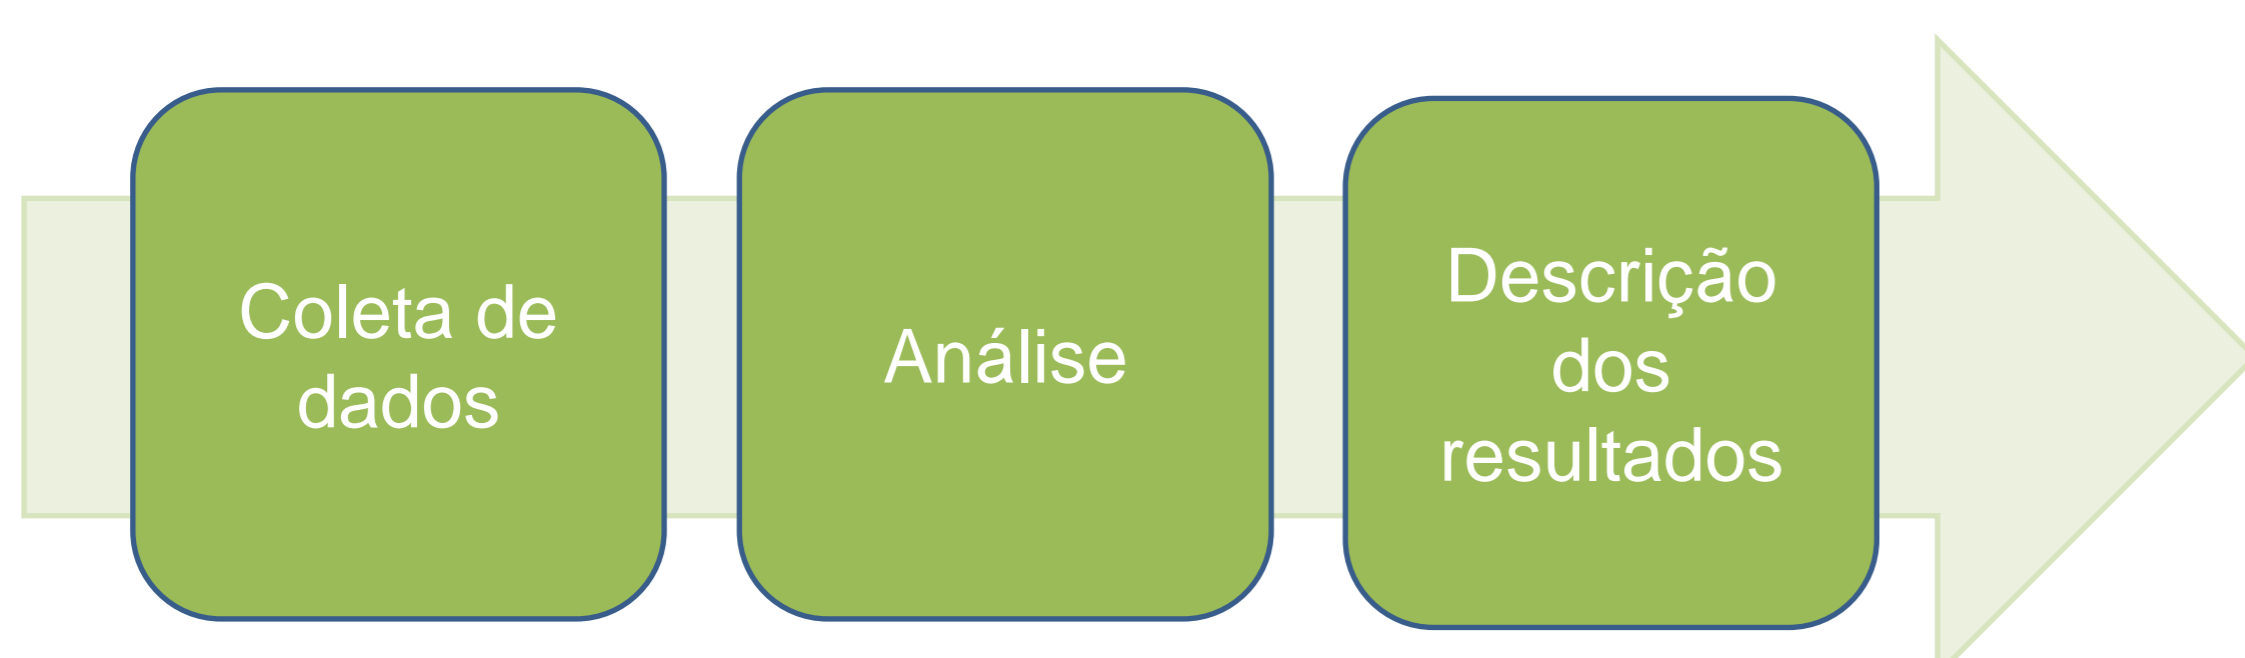 Coleta de
dados
Análise
Descrição
dos
resultados